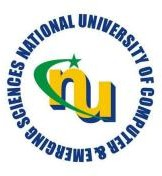 NATIONAL UNIVERSITY OF COMPUTER & EMERGING SCIENCES
nu